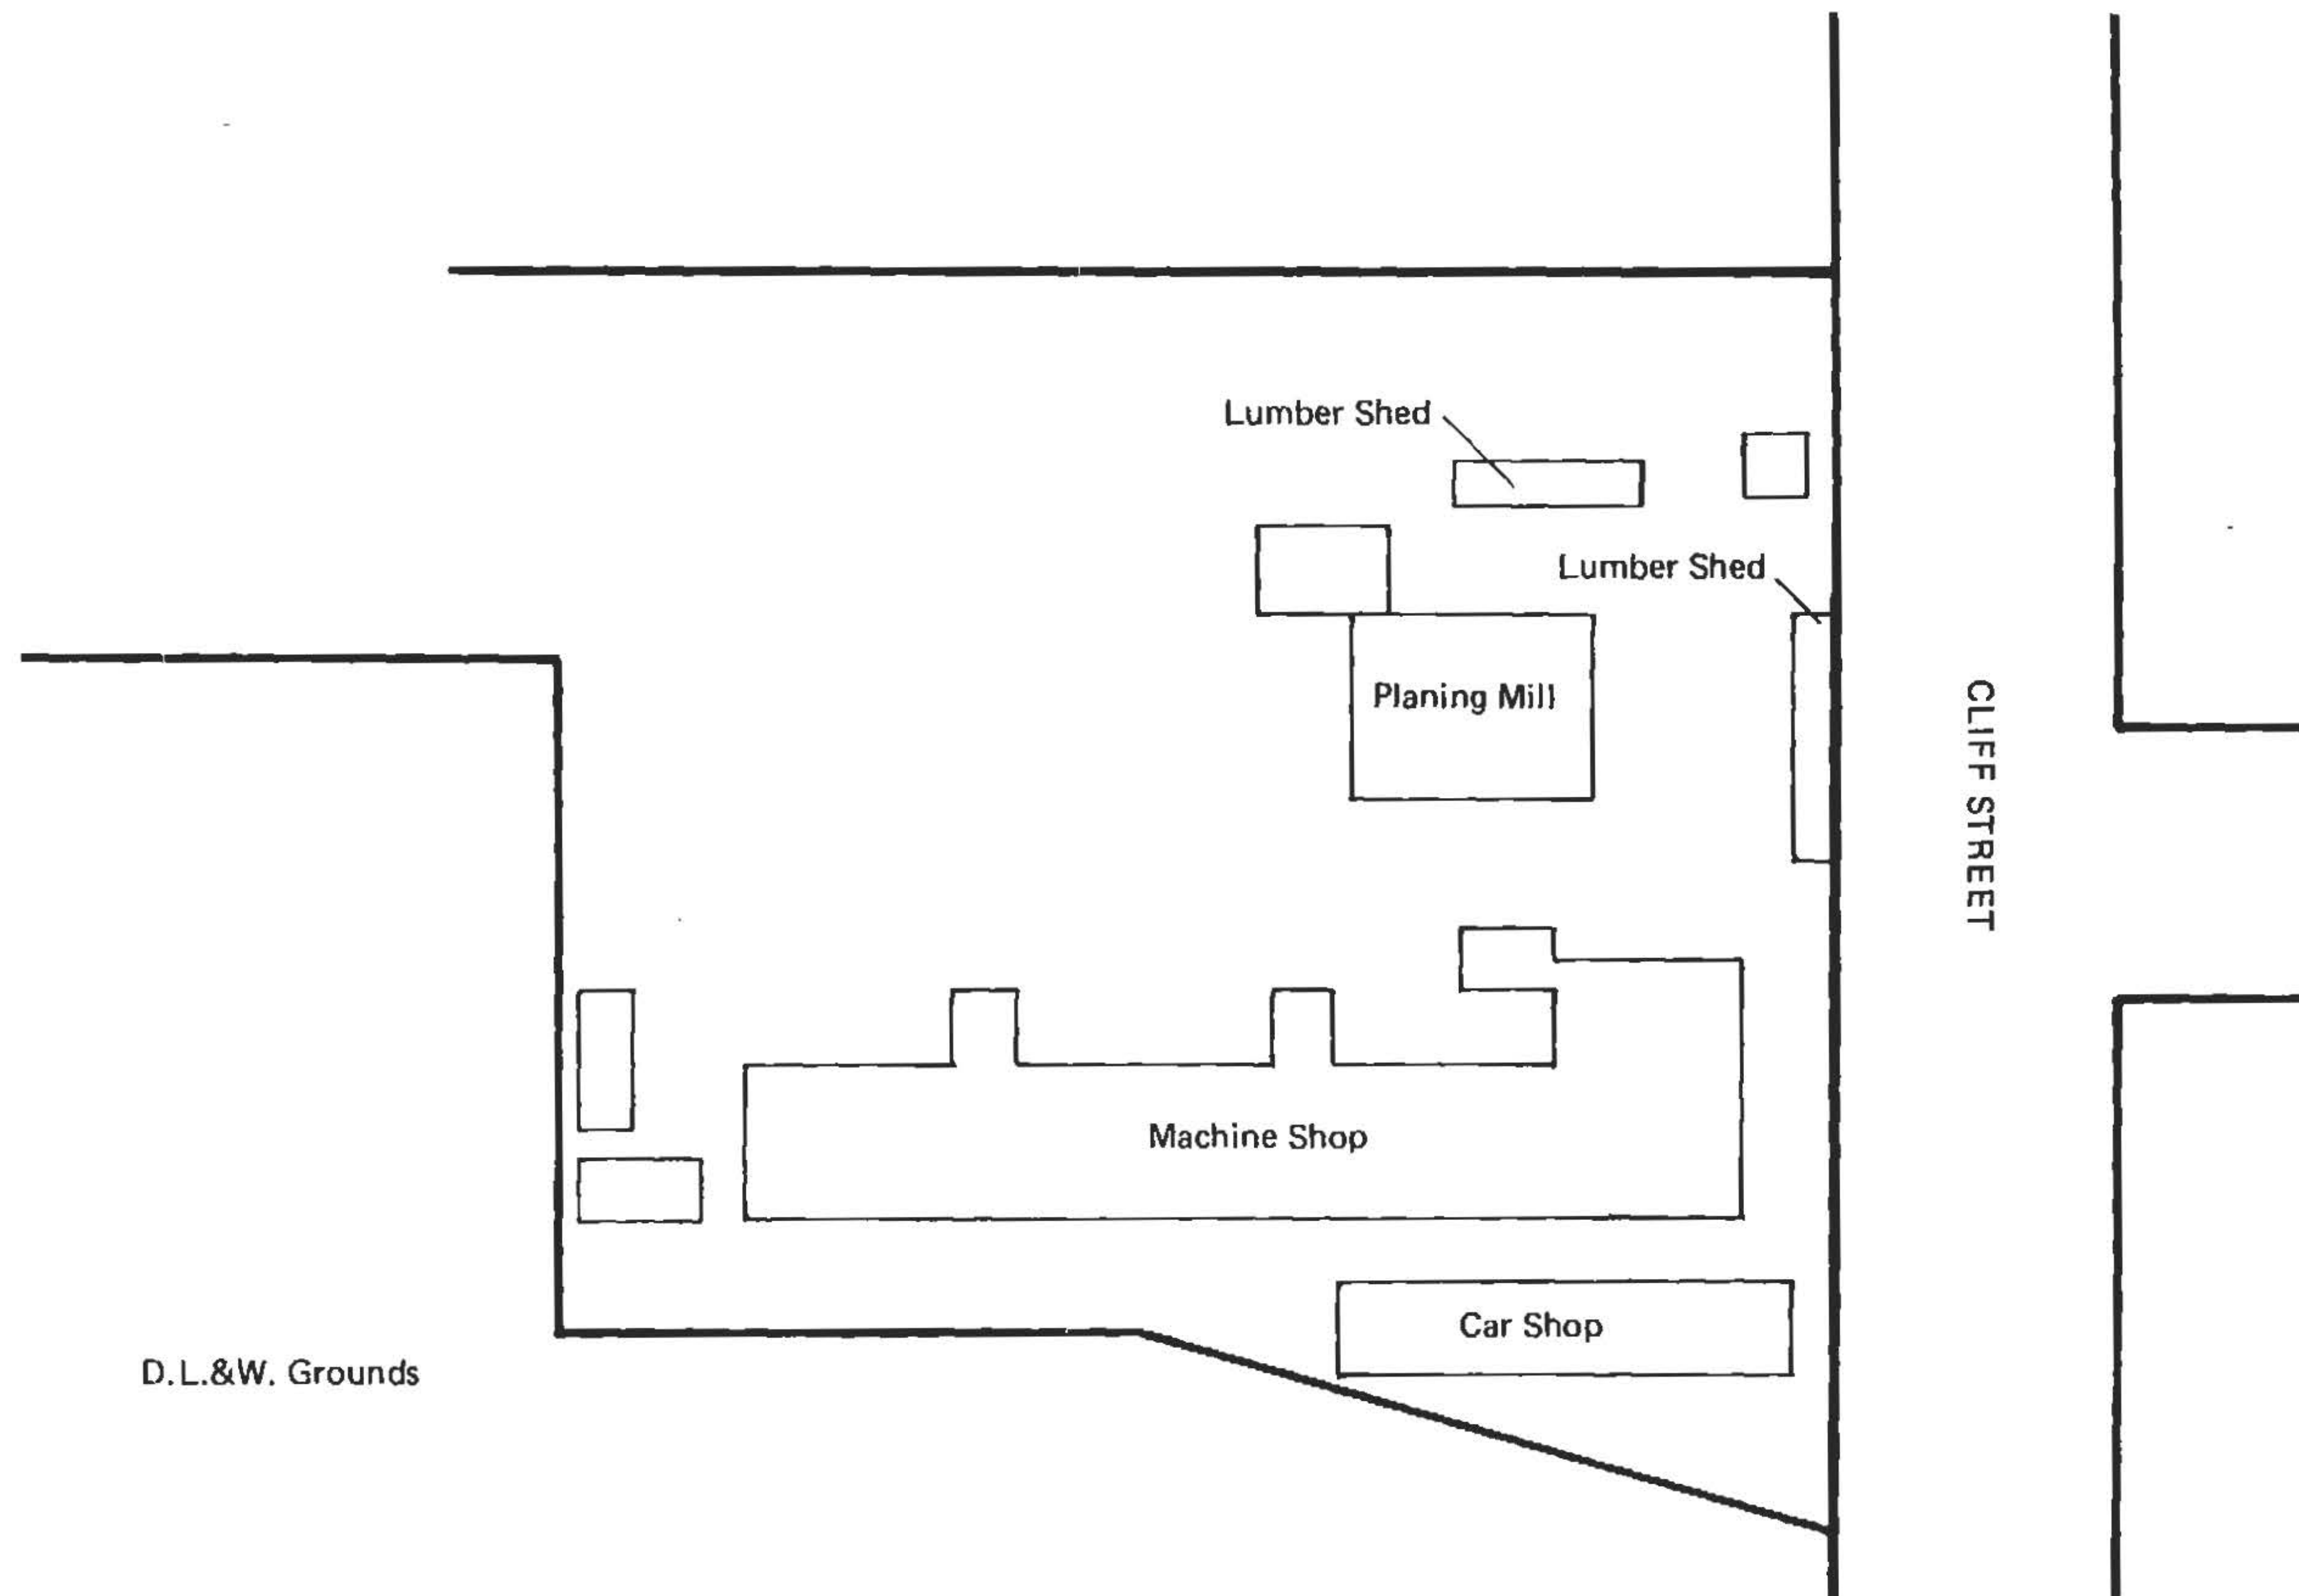 Lumber Shed
Lumber Shed
Planing Mill
CLIFF STREET
Machine Shop
Car Shop
D.L.&W. Grounds